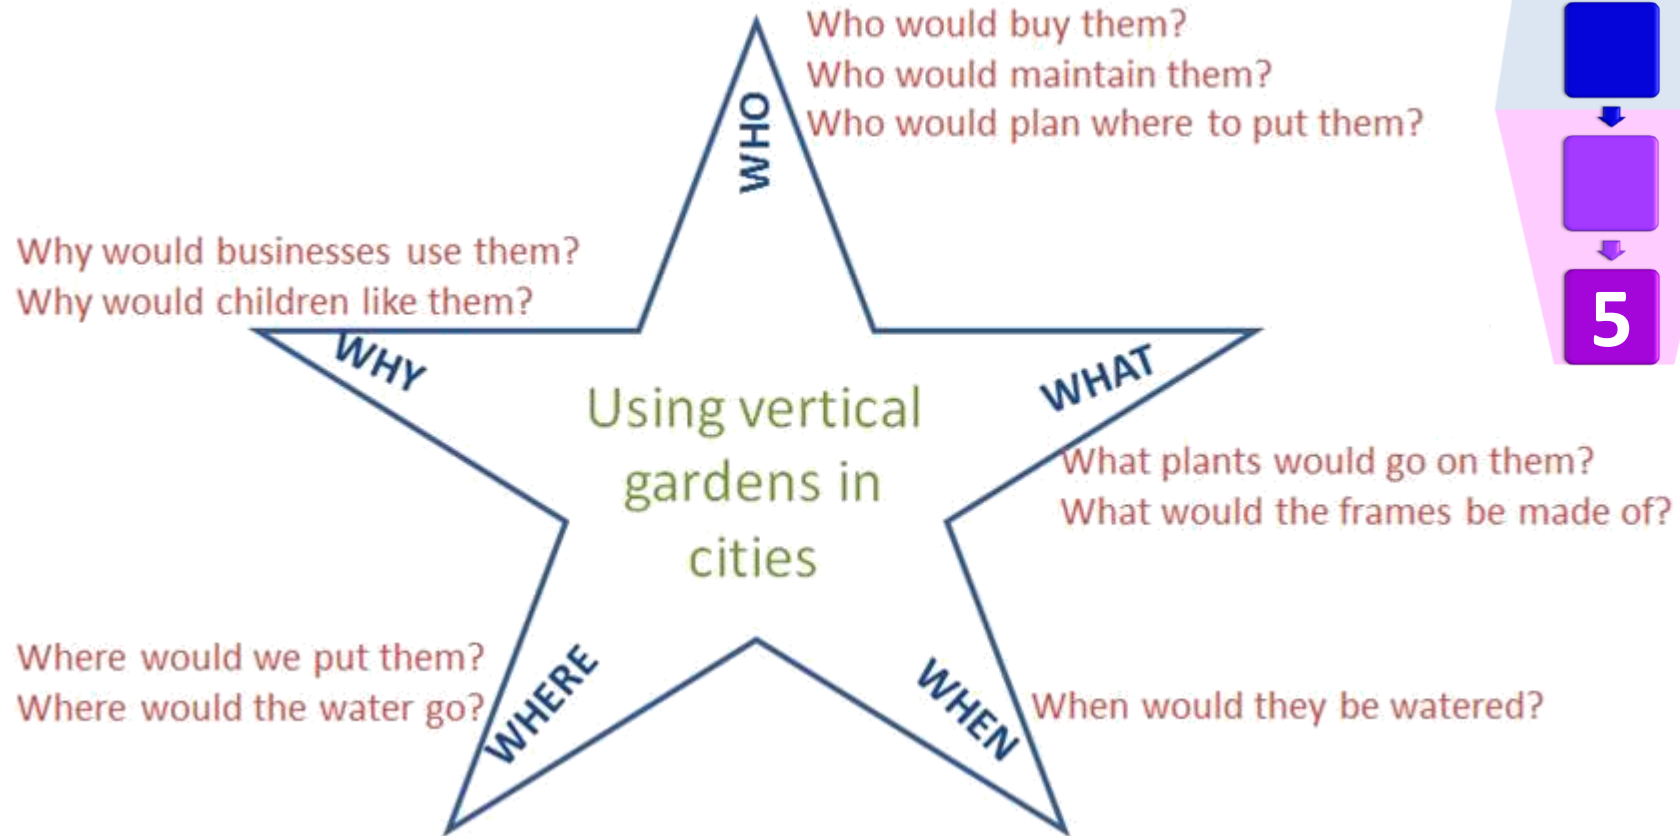 WHO
Who would buy them?
Who would maintain them?
Who would plan where to put them?
5
Why would businesses use them?
Why would children like them?
WHY
WHAT
Using vertical
gardens in
cities
What plants would go on them?
What would the frames be made of?
Where would we put them?
Where would the water go?
WHERE
WHEN
When would they be watered?